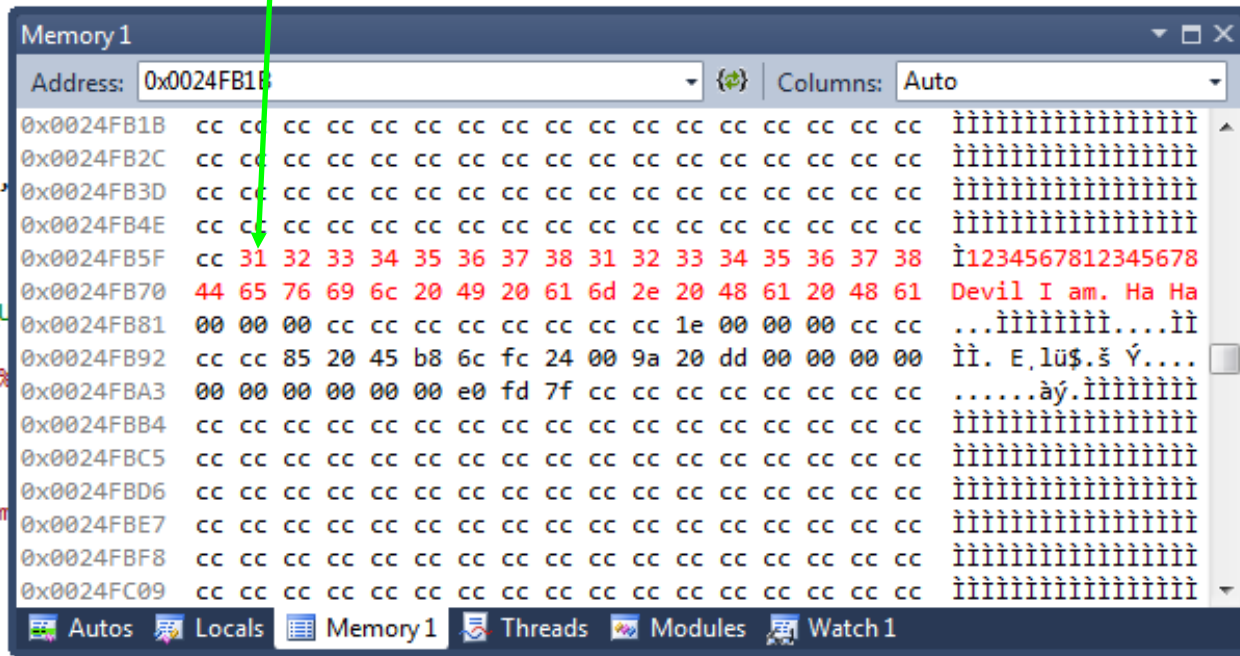 Memory 1
Address: 0x0024FB1B Columns: Auto
0x0024FB1B cc cc cc cc cc cc cc cc cc cc cc cc cc cc cc cc cc ÌÌÌÌÌÌÌÌÌÌÌÌÌÌÌÌÌ
0x0024FB2C cc cc cc cc cc cc cc cc cc cc cc cc cc cc cc cc cc ÌÌÌÌÌÌÌÌÌÌÌÌÌÌÌÌÌ
0x0024FB3D cc cc cc cc cc cc cc cc cc cc cc cc cc cc cc cc cc ÌÌÌÌÌÌÌÌÌÌÌÌÌÌÌÌÌ
0x0024FB4E cc cc cc cc cc cc cc cc cc cc cc cc cc cc cc cc cc ÌÌÌÌÌÌÌÌÌÌÌÌÌÌÌÌÌ
0x0024FB5F cc 31 32 33 34 35 36 37 38 31 32 33 34 35 36 37 38 Ì1234567812345678
0x0024FB70 44 65 76 69 6c 20 49 20 61 6d 2e 20 48 61 20 48 61 Devil I am. Ha Ha
0x0024FB81 00 00 00 cc cc cc cc cc cc cc cc 1e 00 00 00 cc cc ...ÌÌÌÌÌÌÌÌ....ÌÌ
0x0024FB92 cc cc 85 20 45 b8 6c fc 24 00 9a 20 dd 00 00 00 00 ÌÌ. E¸lü$.š Ý....
0x0024FBA3 00 00 00 00 00 00 e0 fd 7f cc cc cc cc cc cc cc cc ......àý.ÌÌÌÌÌÌÌÌ
0x0024FBB4 cc cc cc cc cc cc cc cc cc cc cc cc cc cc cc cc cc ÌÌÌÌÌÌÌÌÌÌÌÌÌÌÌÌÌ
0x0024FBC5 cc cc cc cc cc cc cc cc cc cc cc cc cc cc cc cc cc ÌÌÌÌÌÌÌÌÌÌÌÌÌÌÌÌÌ
0x0024FBD6 cc cc cc cc cc cc cc cc cc cc cc cc cc cc cc cc cc ÌÌÌÌÌÌÌÌÌÌÌÌÌÌÌÌÌ
0x0024FBE7 cc cc cc cc cc cc cc cc cc cc cc cc cc cc cc cc cc ÌÌÌÌÌÌÌÌÌÌÌÌÌÌÌÌÌ
0x0024FBF8 cc cc cc cc cc cc cc cc cc cc cc cc cc cc cc cc cc ÌÌÌÌÌÌÌÌÌÌÌÌÌÌÌÌÌ
0x0024FC09 cc cc cc cc cc cc cc cc cc cc cc cc cc cc cc cc cc ÌÌÌÌÌÌÌÌÌÌÌÌÌÌÌÌÌ
Autos Locals Memory 1 Threads Modules Watch 1